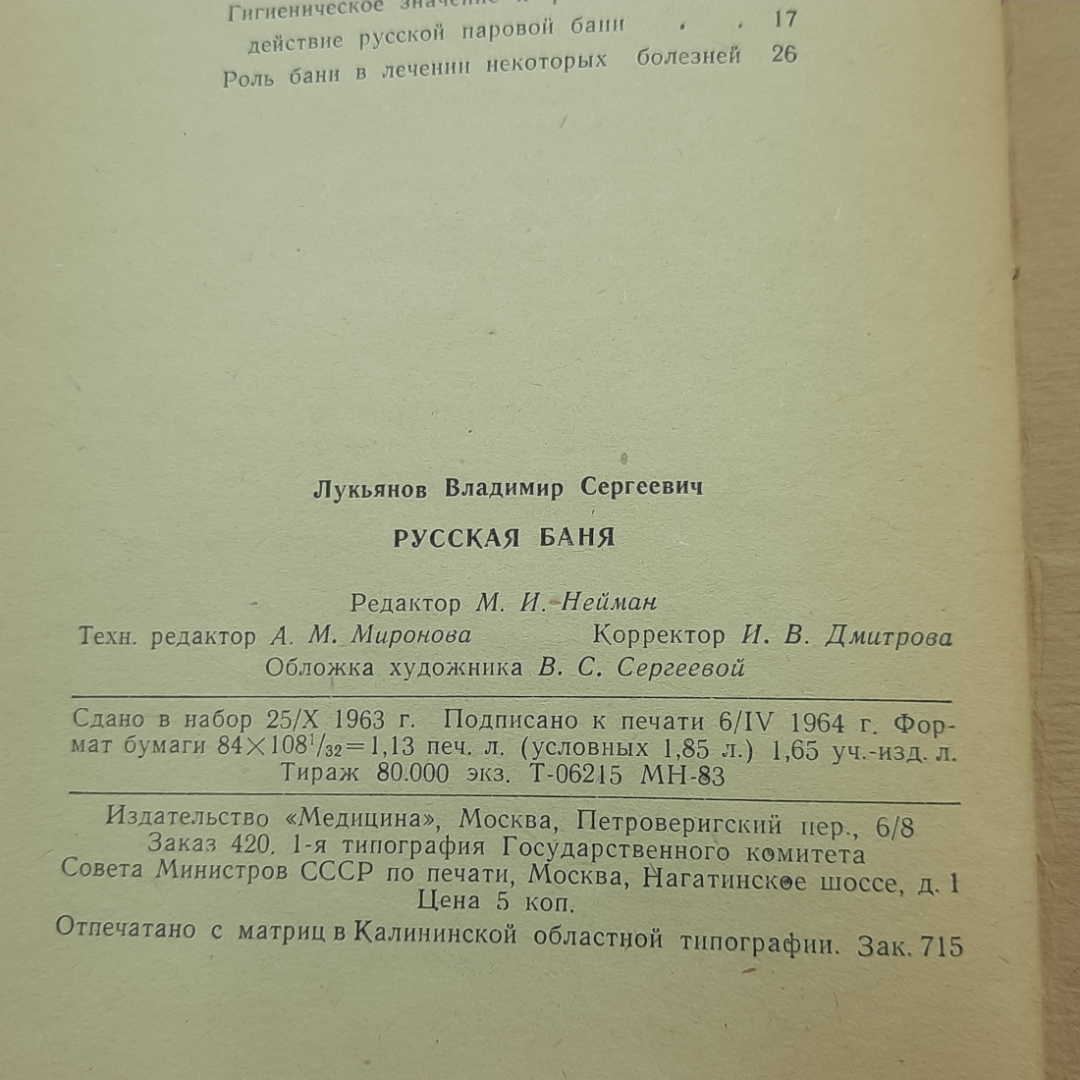 Гигиеническое значение и
действие русской паровой бани . . 17
Роль бани в лечении некоторых болезней 26
Лукьянов Владимир Сергеевич
РУССКАЯ БАНЯ
Редактор М. И. Нейман
Техн. редактор А. М. Миронова Корректор И. В. Дмитрова
Обложка художника В. С. Сергеевой
Сдано в набор 25/X 1963 г. Подписано к печати 6/IV 1964 г. Фор-
мат бумаги 84×108¹/₃₂=1,13 печ. л. (условных 1,85 л.) 1,65 уч.-изд. л.
Тираж 80.000 экз. Т-06215 МН-83
Издательство «Медицина», Москва, Петроверигский пер., 6/8
Заказ 420. 1-я типография Государственного комитета
Совета Министров СССР по печати, Москва, Нагатинское шоссе, д. 1
Цена 5 коп.
Отпечатано с матриц в Калининской областной типографии. Зак. 715